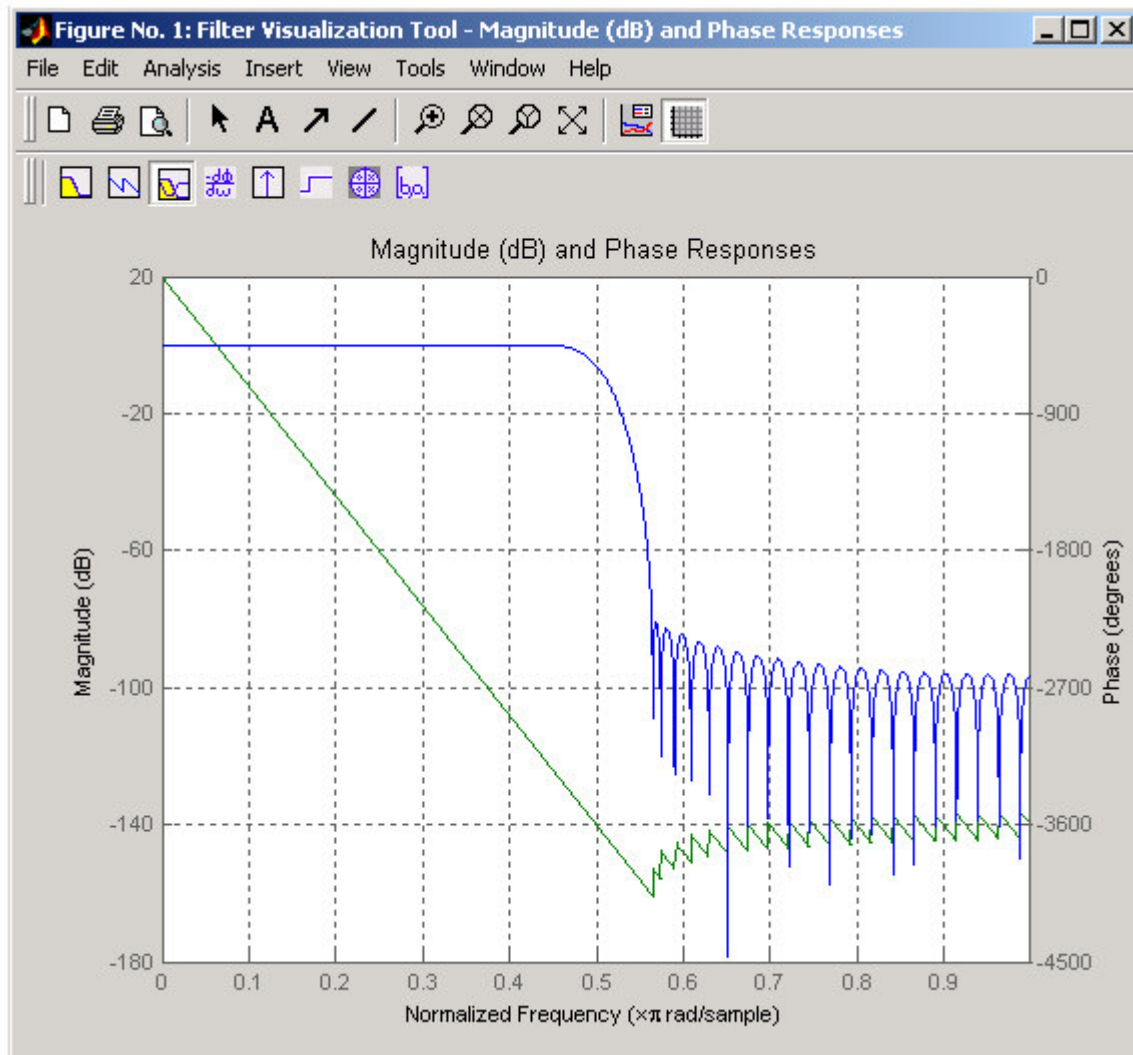 Figure No. 1: Filter Visualization Tool - Magnitude (dB) and Phase Responses
File Edit Analysis Insert View Tools Window Help
A
-dϕ
dω
[b,a]
Magnitude (dB) and Phase Responses
20
-20
-60
-100
-140
-180
Magnitude (dB)
0
-900
-1800
-2700
-3600
-4500
Phase (degrees)
0 0.1 0.2 0.3 0.4 0.5 0.6 0.7 0.8 0.9
Normalized Frequency (×π rad/sample)